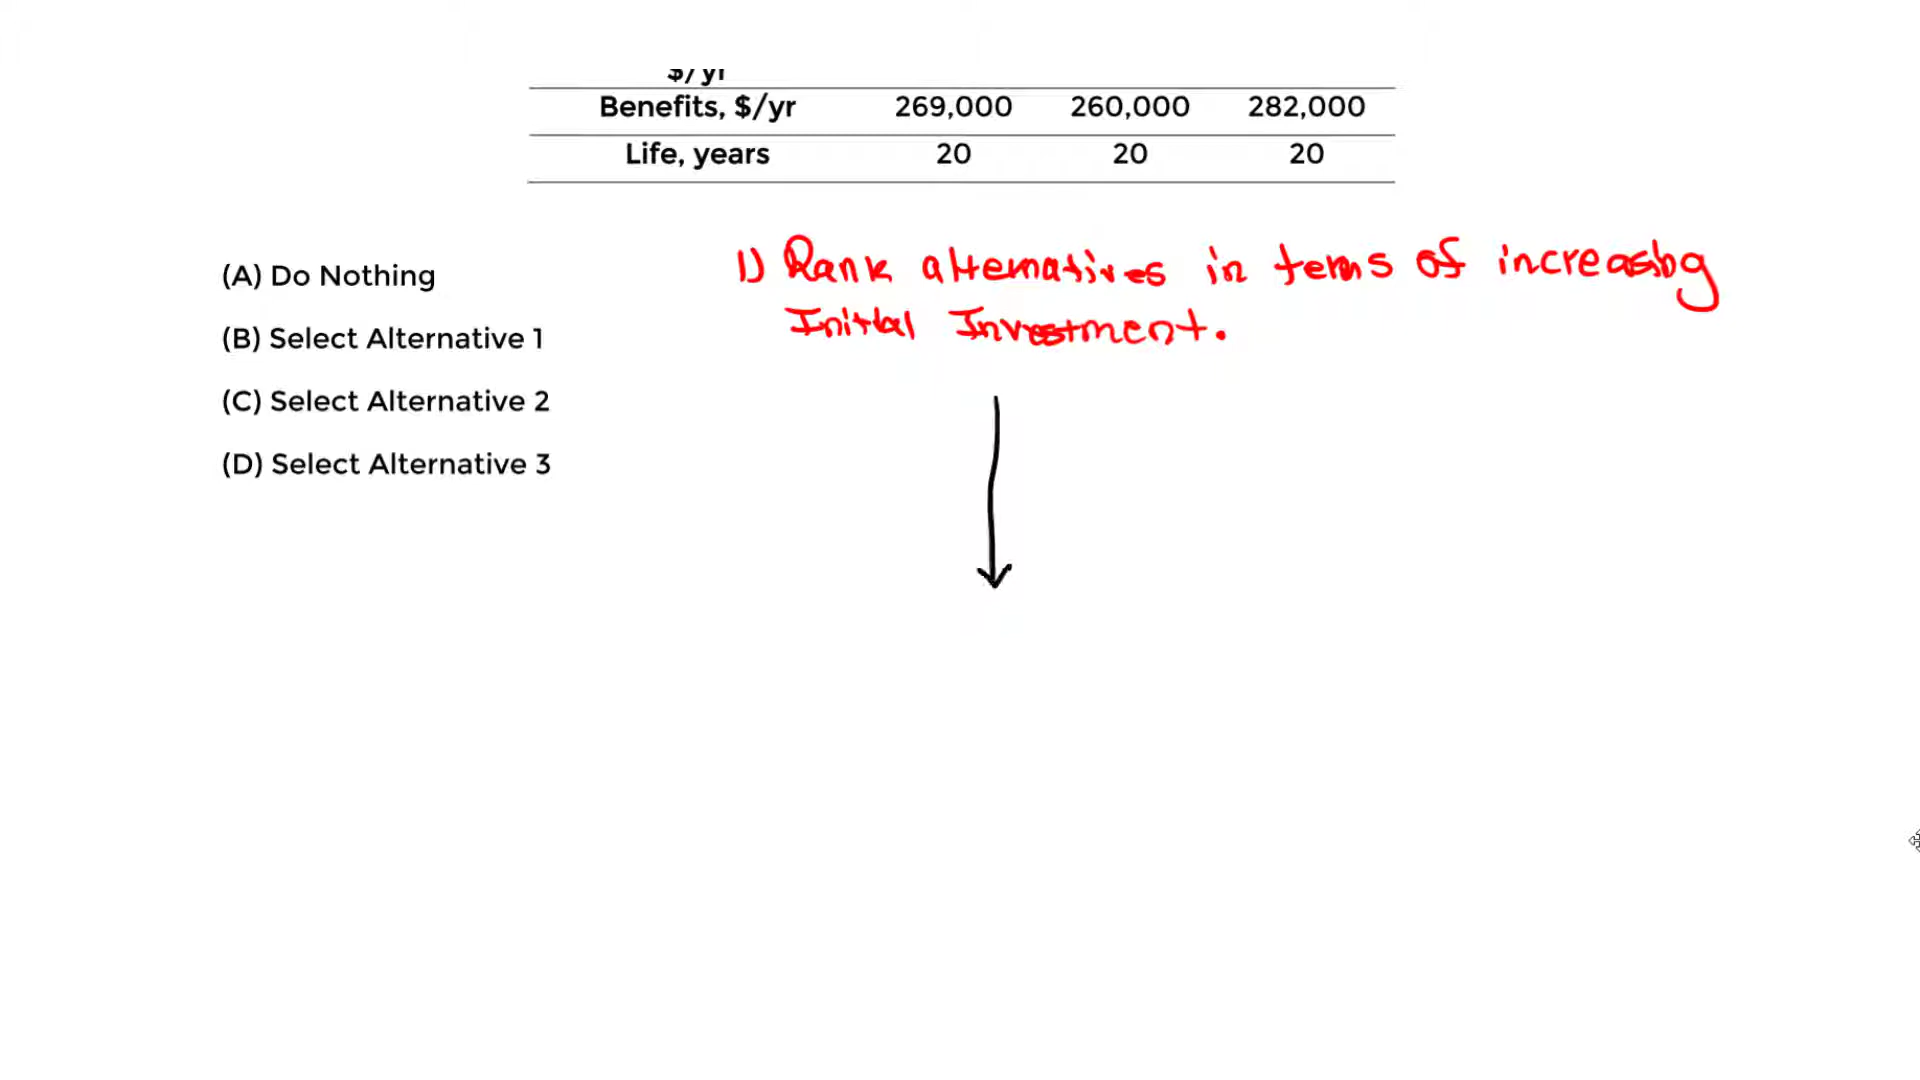 $/yr
Benefits, $/yr 269,000 260,000 282,000
Life, years 20 20 20
(A) Do Nothing
(B) Select Alternative 1
(C) Select Alternative 2
(D) Select Alternative 3
1) Rank alternatives in terms of increasing
Initial Investment.